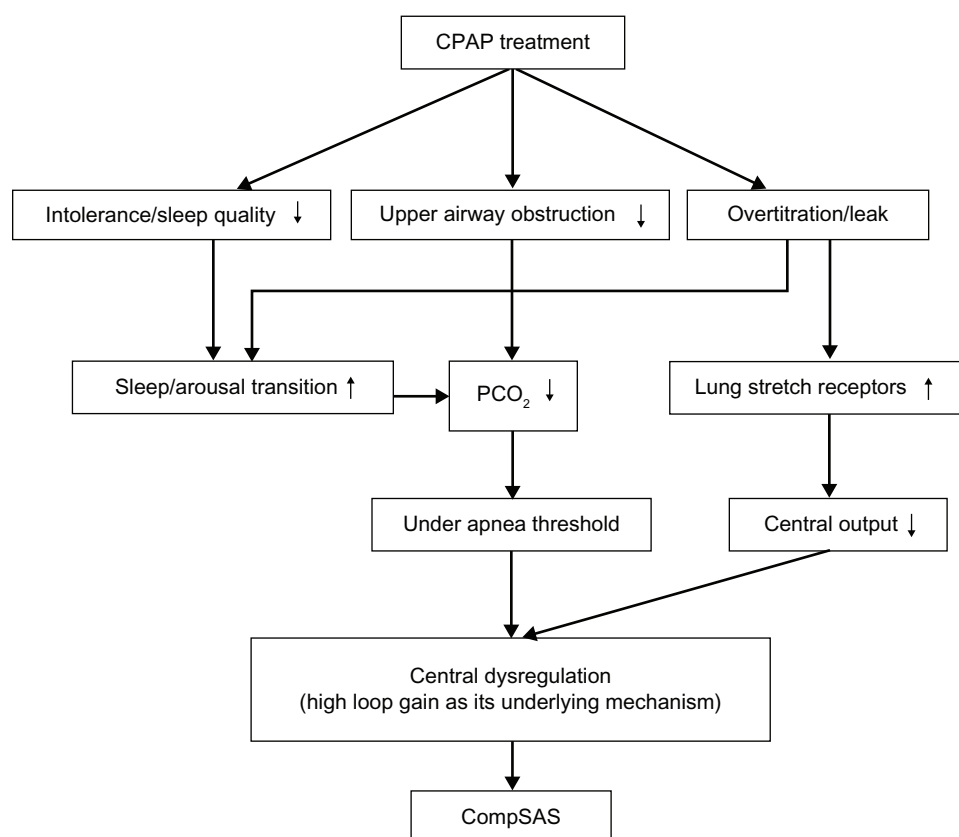 CPAP treatment
Intolerance/sleep quality ↓
Upper airway obstruction ↓
Overtitration/leak
Sleep/arousal transition ↑
PCO₂ ↓
Lung stretch receptors ↑
Under apnea threshold
Central output ↓
Central dysregulation
(high loop gain as its underlying mechanism)
CompSAS